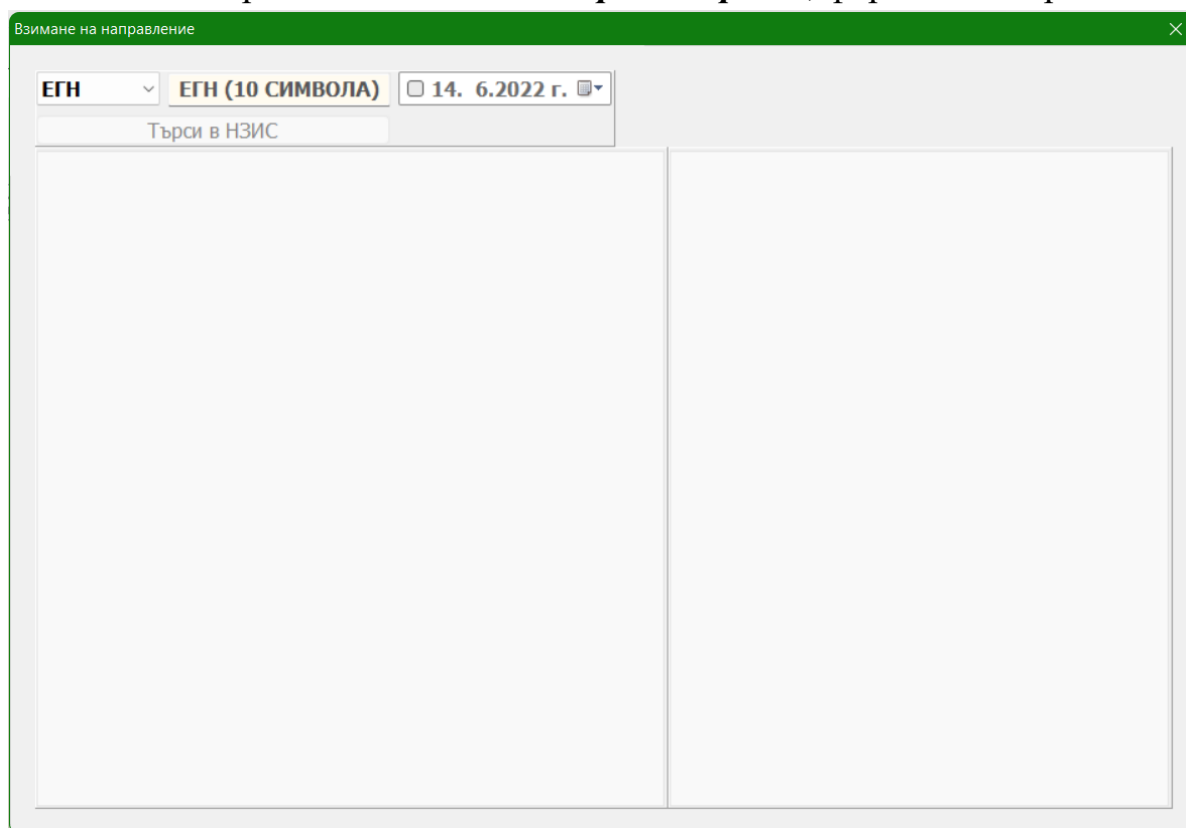 Взимане на направление
ЕГН ЕГН (10 СИМВОЛА) 14. 6.2022 г.
Търси в НЗИС